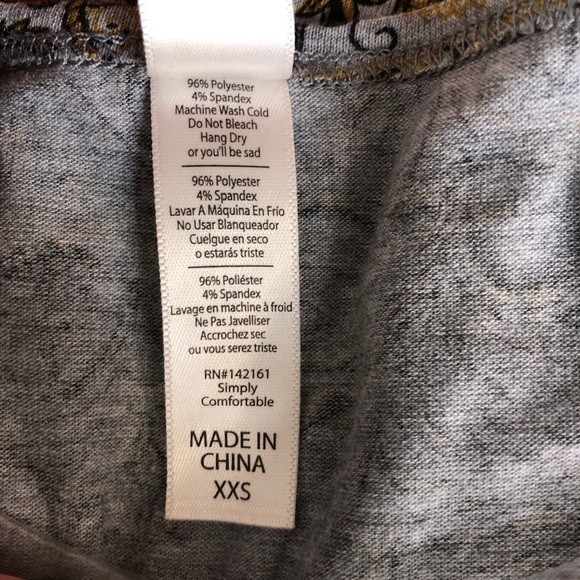 96% Polyester
4% Spandex
Machine Wash Cold
Do Not Bleach
Hang Dry
or you'll be sad
96% Polyester
4% Spandex
Lavar A Máquina En Frío
No Usar Blanqueador
Cuelgue en seco
o estarás triste
96% Poliéster
4% Spandex
Lavage en machine à froid
Ne Pas Javelliser
Accrochez sec
ou vous serez triste
RN#142161
Simply
Comfortable
MADE IN
CHINA
XXS